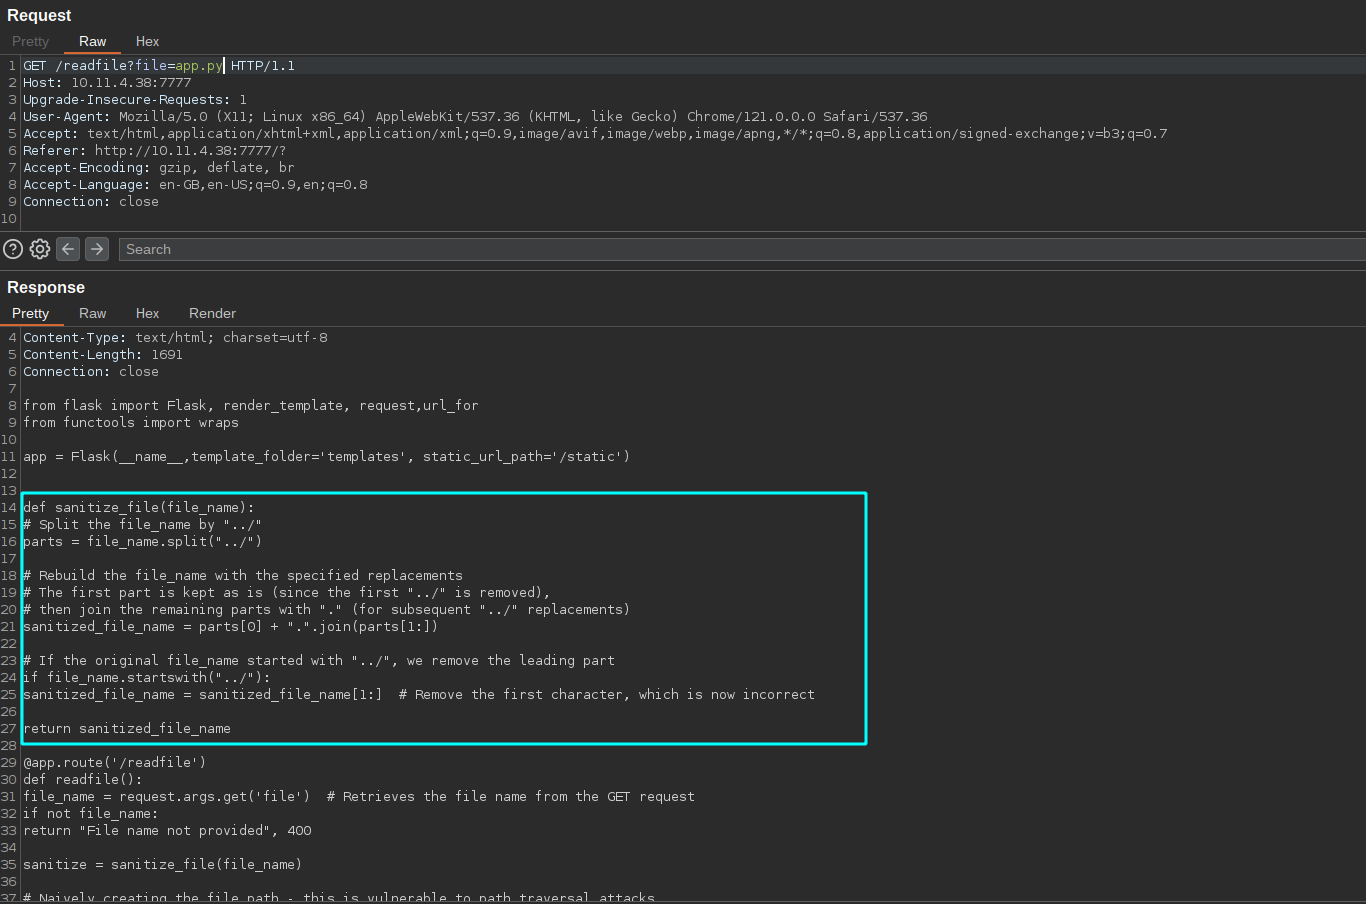 Request
Pretty Raw Hex
1 GET /readfile?file=app.py HTTP/1.1
2 Host: 10.11.4.38:7777
3 Upgrade-Insecure-Requests: 1
4 User-Agent: Mozilla/5.0 (X11; Linux x86_64) AppleWebKit/537.36 (KHTML, like Gecko) Chrome/121.0.0.0 Safari/537.36
5 Accept: text/html,application/xhtml+xml,application/xml;q=0.9,image/avif,image/webp,image/apng,*/*;q=0.8,application/signed-exchange;v=b3;q=0.7
6 Referer: http://10.11.4.38:7777/?
7 Accept-Encoding: gzip, deflate, br
8 Accept-Language: en-GB,en-US;q=0.9,en;q=0.8
9 Connection: close
10
Search
Response
Pretty Raw Hex Render
4 Content-Type: text/html; charset=utf-8
5 Content-Length: 1691
6 Connection: close
7
8 from flask import Flask, render_template, request,url_for
9 from functools import wraps
10
11 app = Flask(__name__,template_folder='templates', static_url_path='/static')
12
13
14 def sanitize_file(file_name):
15 # Split the file_name by "../"
16 parts = file_name.split("../")
17
18 # Rebuild the file_name with the specified replacements
19 # The first part is kept as is (since the first "../" is removed),
20 # then join the remaining parts with "." (for subsequent "../" replacements)
21 sanitized_file_name = parts[0] + ".".join(parts[1:])
22
23 # If the original file_name started with "../", we remove the leading part
24 if file_name.startswith("../"):
25 sanitized_file_name = sanitized_file_name[1:]  # Remove the first character, which is now incorrect
26
27 return sanitized_file_name
28
29 @app.route('/readfile')
30 def readfile():
31 file_name = request.args.get('file')  # Retrieves the file name from the GET request
32 if not file_name:
33 return "File name not provided", 400
34
35 sanitize = sanitize_file(file_name)
36
37 # Naively creating the file path - this is vulnerable to path traversal attacks